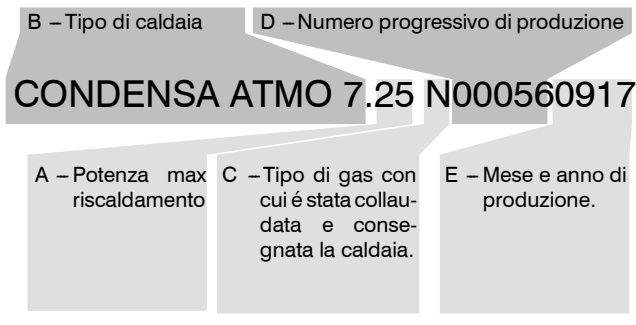 B – Tipo di caldaia
D – Numero progressivo di produzione
CONDENSA ATMO 7.25 N000560917
A – Potenza max
riscaldamento
C – Tipo di gas con
cui é stata collau-
data e conse-
gnata la caldaia.
E – Mese e anno di
produzione.